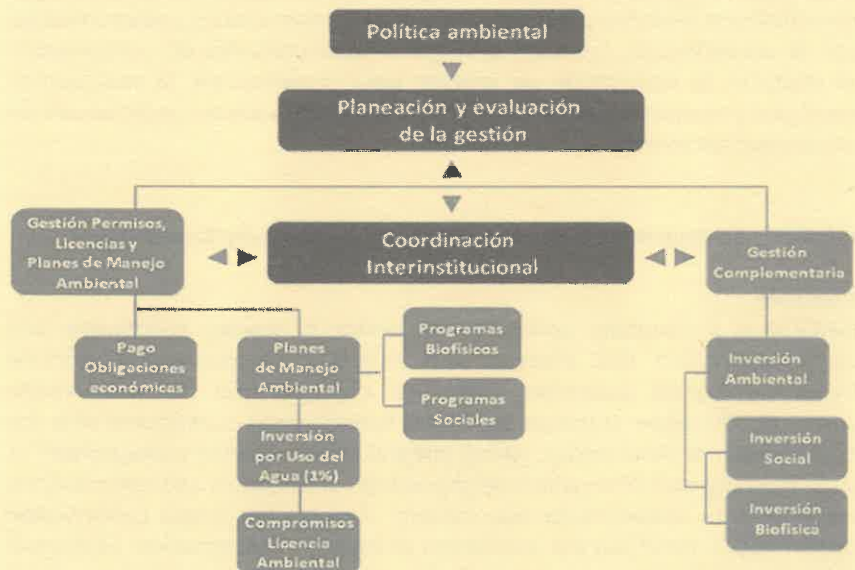 Política ambiental
Planeación y evaluación
de la gestión
Gestión Permisos,
Licencias y
Planes de Manejo
Ambiental
Coordinación
Interinstitucional
Gestión
Complementaria
Pago
Obligaciones
económicas
Planes
de Manejo
Ambiental
Programas
Biofísicos
Programas
Sociales
Inversión
por Uso del
Agua (1%)
Compromisos
Licencia
Ambiental
Inversión
Ambiental
Inversión
Social
Inversión
Biofísica